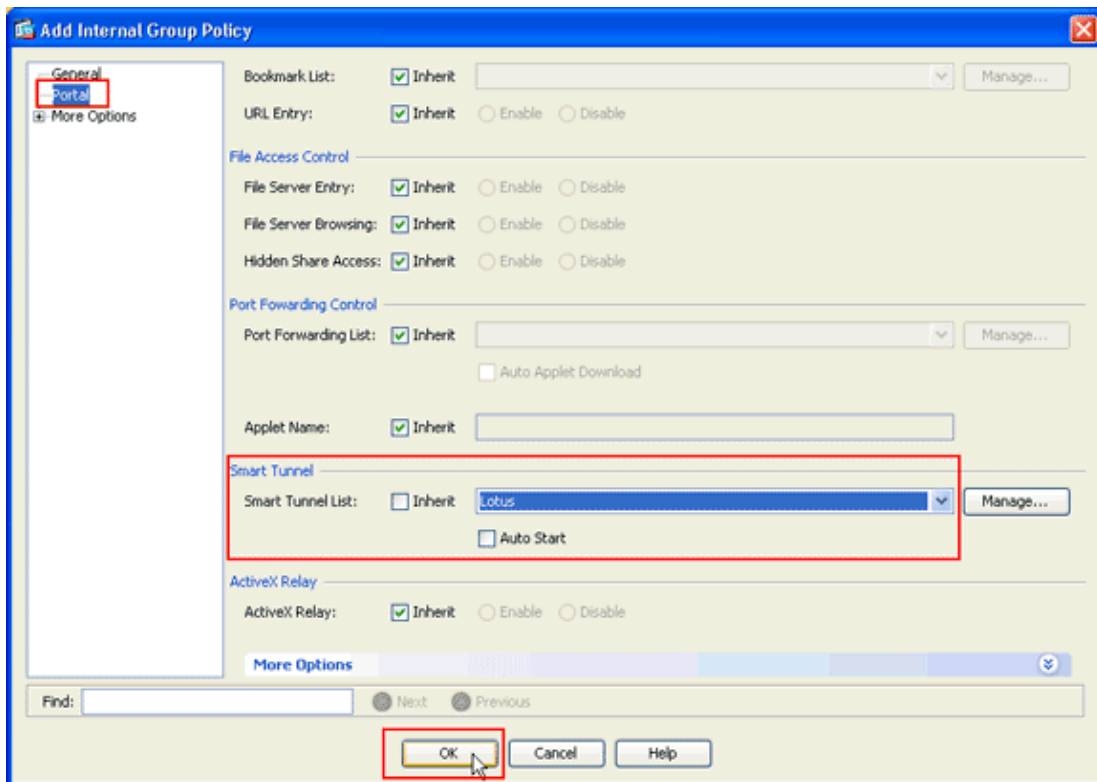 Add Internal Group Policy
General
Portal
More Options
Bookmark List: Inherit Manage...
URL Entry: Inherit Enable Disable
File Access Control
File Server Entry: Inherit Enable Disable
File Server Browsing: Inherit Enable Disable
Hidden Share Access: Inherit Enable Disable
Port Fowarding Control
Port Forwarding List: Inherit Manage...
Auto Applet Download
Applet Name: Inherit
Smart Tunnel
Smart Tunnel List: Inherit Lotus Manage...
Auto Start
ActiveX Relay
ActiveX Relay: Inherit Enable Disable
More Options
Find: Next Previous
OK Cancel Help